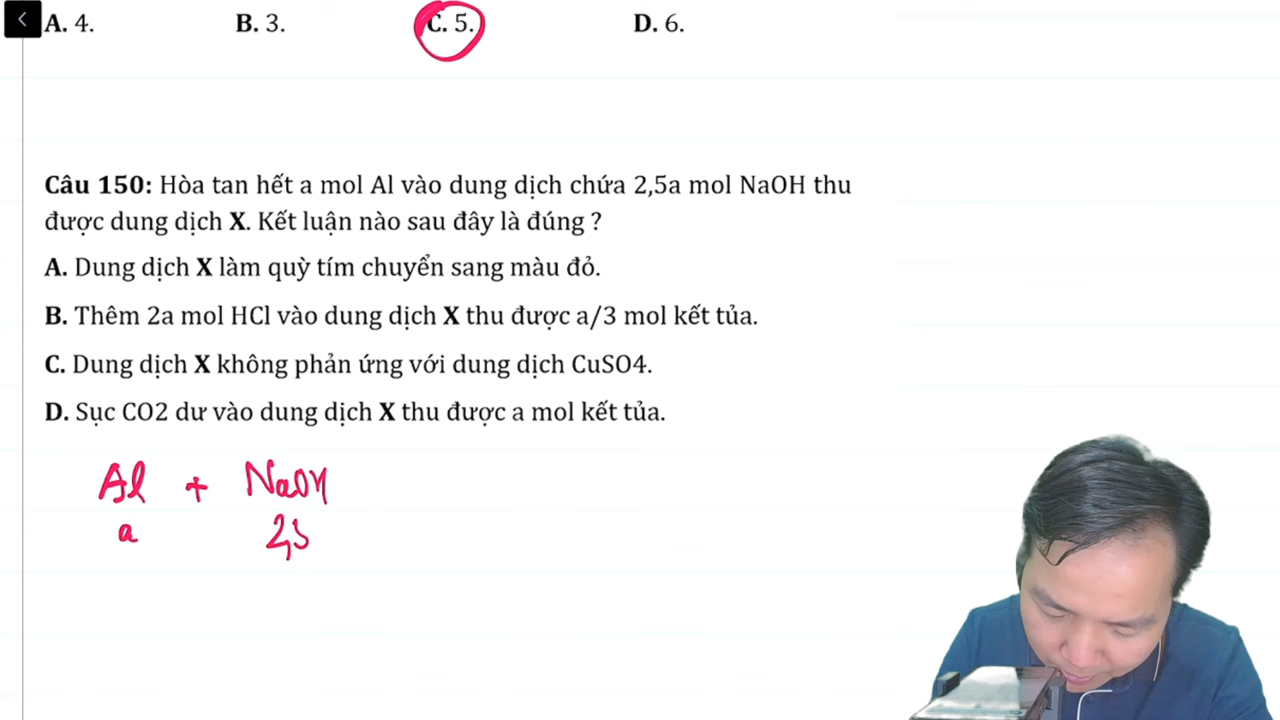 A. 4. B. 3. C. 5. D. 6.
Câu 150: Hòa tan hết a mol Al vào dung dịch chứa 2,5a mol NaOH thu
được dung dịch X. Kết luận nào sau đây là đúng ?
A. Dung dịch X làm quỳ tím chuyển sang màu đỏ.
B. Thêm 2a mol HCl vào dung dịch X thu được a/3 mol kết tủa.
C. Dung dịch X không phản ứng với dung dịch CuSO4.
D. Sục CO2 dư vào dung dịch X thu được a mol kết tủa.
Al + NaOH
a 2,5